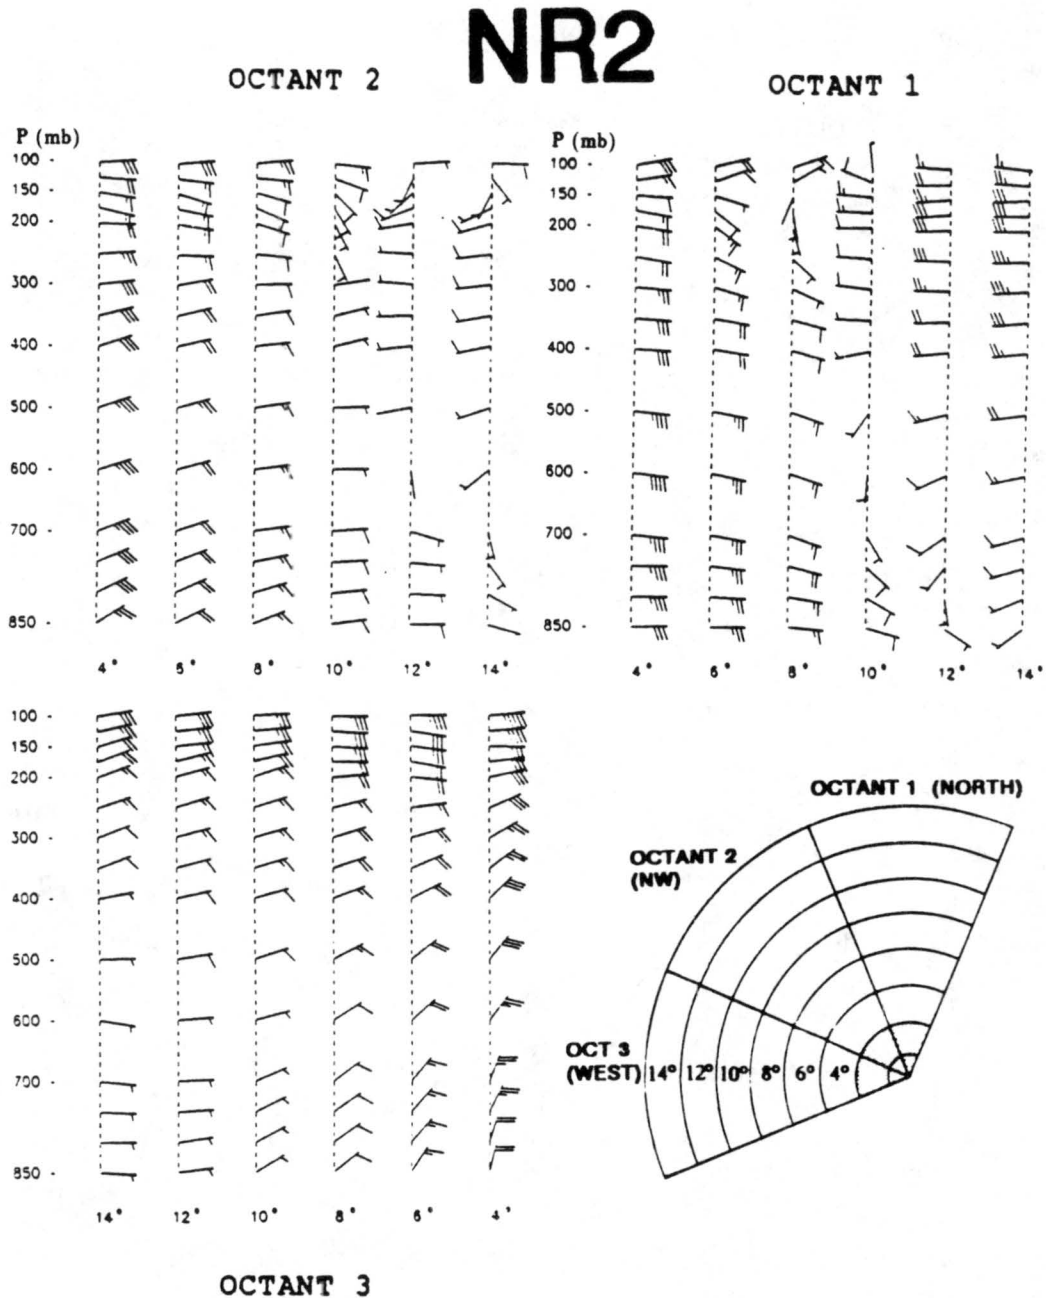 NR2
OCTANT 2
OCTANT 1
P (mb)
100 -
150 -
200 -
300 -
400 -
500 -
600 -
700 -
850 -
4° 6° 8° 10° 12° 14°
P (mb)
100 -
150 -
200 -
300 -
400 -
500 -
600 -
700 -
850 -
4° 6° 8° 10° 12° 14°
100 -
150 -
200 -
300 -
400 -
500 -
600 -
700 -
850 -
14° 12° 10° 8° 6° 4°
OCTANT 3
OCTANT 1 (NORTH)
OCTANT 2
(NW)
OCT 3
(WEST) 14° 12° 10° 8° 6° 4°